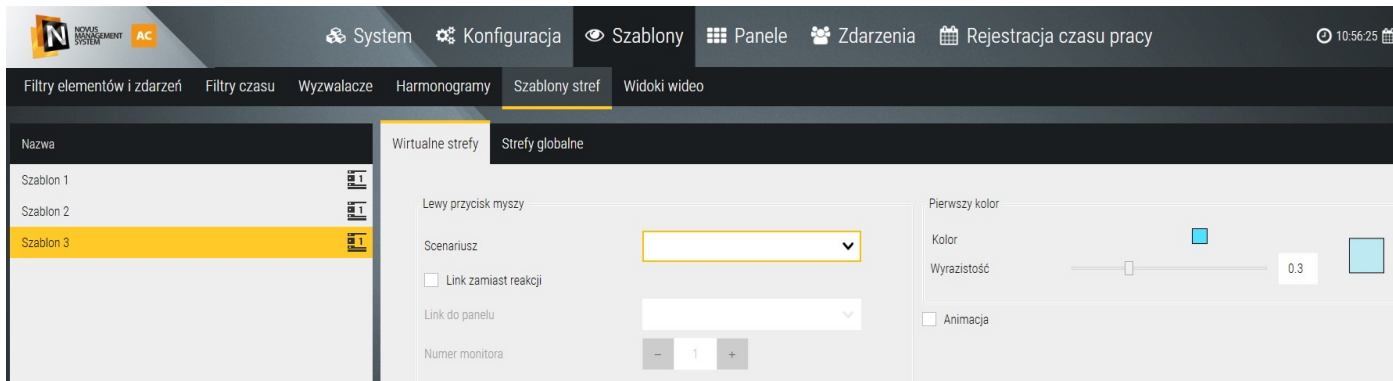 NOVUS MANAGEMENT SYSTEM AC
System Konfiguracja Szablony Panele Zdarzenia Rejestracja czasu pracy 10:56:25
Filtry elementów i zdarzeń Filtry czasu Wyzwalacze Harmonogramy Szablony stref Widoki wideo
Nazwa
Wirtualne strefy Strefy globalne
Szablon 1 1
Szablon 2 1
Szablon 3 1
Lewy przycisk myszy
Scenariusz
Link zamiast reakcji
Link do panelu
Numer monitora − 1 +
Pierwszy kolor
Kolor
Wyrazistość 0.3
Animacja